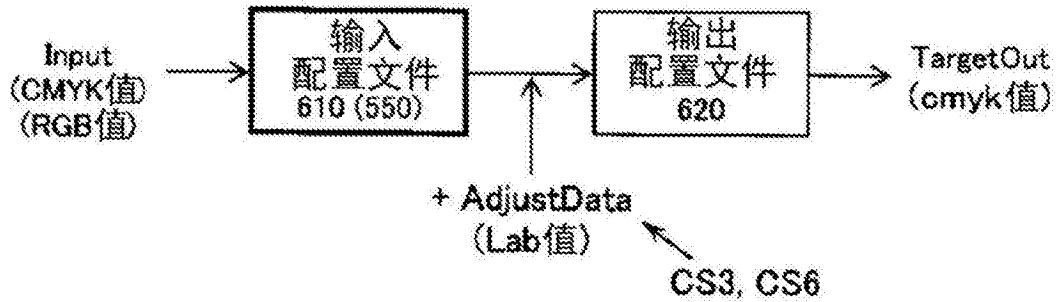 Input
(CMYK值)
(RGB值)
输入
配置文件
610 (550)
输出
配置文件
620
TargetOut
(cmyk值)
+ AdjustData
(Lab值)
CS3, CS6